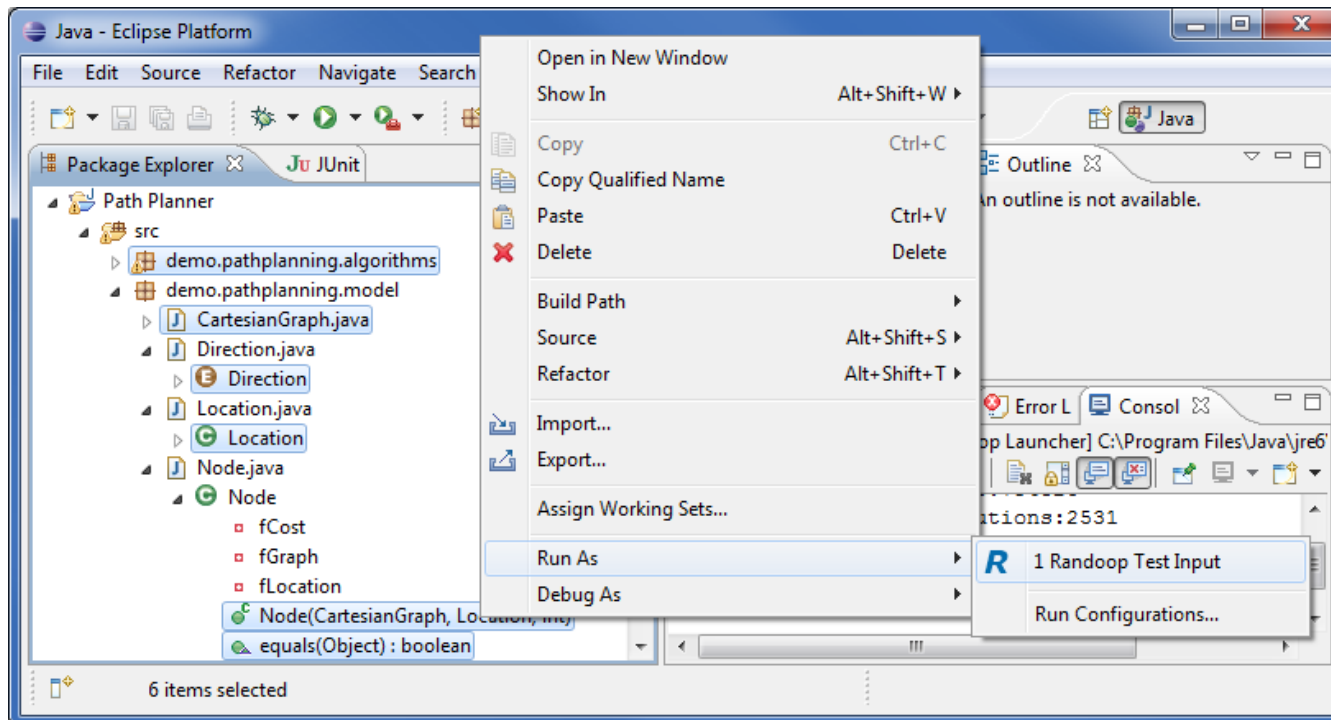 Java - Eclipse Platform
File Edit Source Refactor Navigate Search
Java
Package Explorer
Ju JUnit
Path Planner
src
demo.pathplanning.algorithms
demo.pathplanning.model
J CartesianGraph.java
J Direction.java
E Direction
J Location.java
C Location
J Node.java
C Node
fCost
fGraph
fLocation
C Node(CartesianGraph, Location, int)
equals(Object) : boolean
6 items selected
Open in New Window
Show In Alt+Shift+W
Copy Ctrl+C
Copy Qualified Name
Paste Ctrl+V
Delete Delete
Build Path
Source Alt+Shift+S
Refactor Alt+Shift+T
Import...
Export...
Assign Working Sets...
Run As
Debug As
R 1 Randoop Test Input
Run Configurations...
Outline
An outline is not available.
Error L Consol
op Launcher] C:\Program Files\Java\jre6
utions:2531